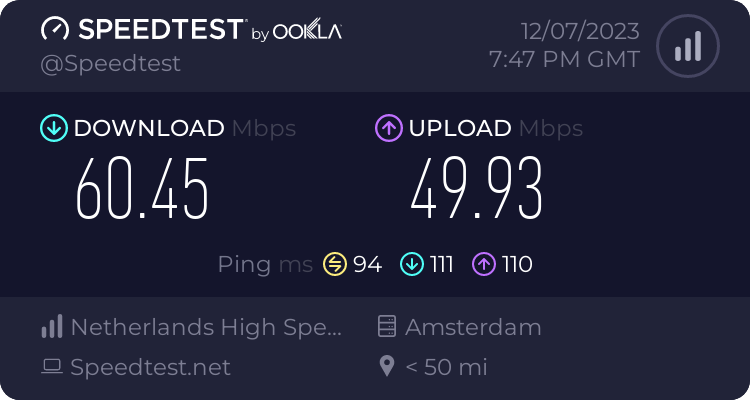 SPEEDTEST by OOKLA
@Speedtest
12/07/2023
7:47 PM GMT
DOWNLOAD Mbps
60.45
UPLOAD Mbps
49.93
Ping ms 94 111 110
Netherlands High Spe...
Amsterdam
Speedtest.net
< 50 mi